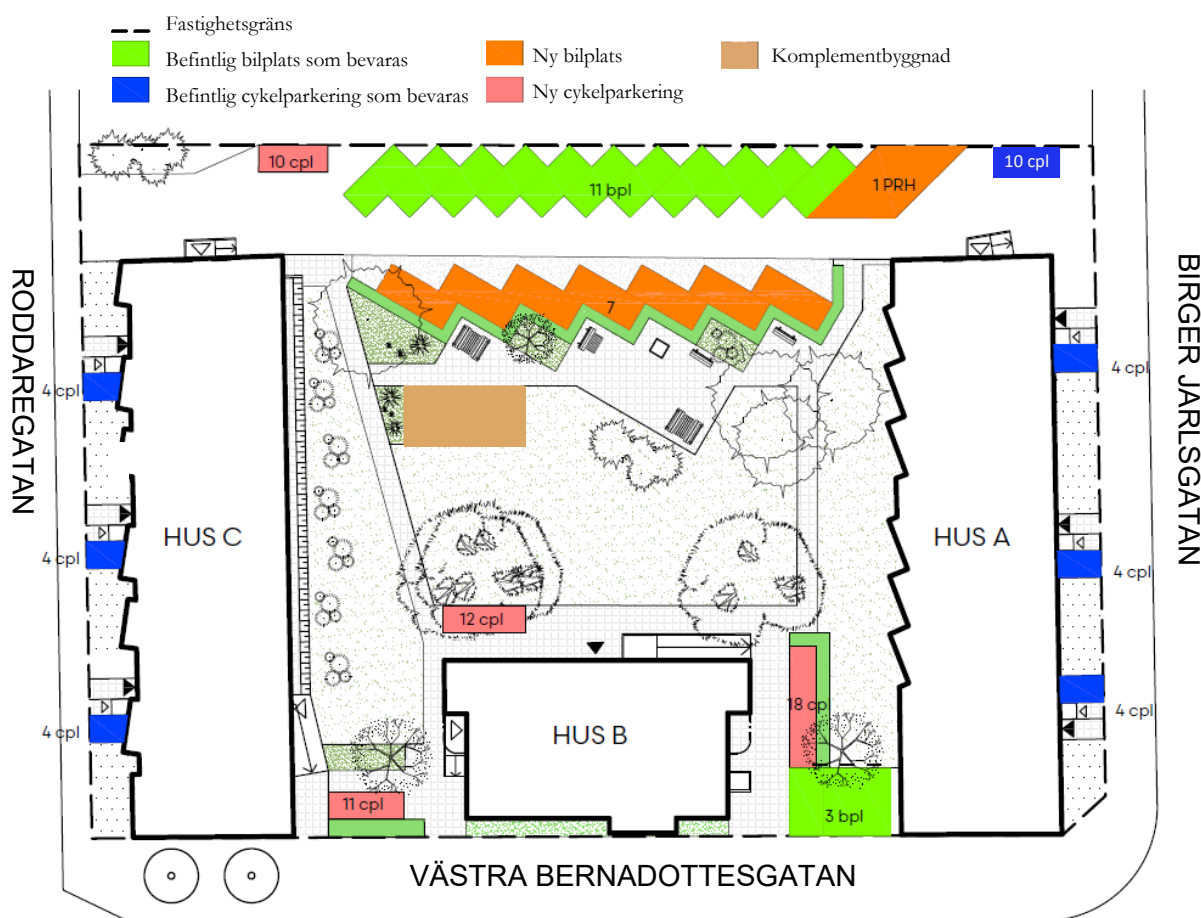 Fastighetsgräns
Befintlig bilplats som bevaras
Ny bilplats
Komplementbyggnad
Befintlig cykelparkering som bevaras
Ny cykelparkering
10 cpl
11 bpl
1 PRH
10 cpl
RODDAREGATAN
BIRGER JARLSGATAN
7
4 cpl
4 cpl
HUS C
HUS A
4 cpl
4 cpl
12 cpl
4 cpl
4 cpl
18 cp
HUS B
11 cpl
3 bpl
VÄSTRA BERNADOTTESGATAN